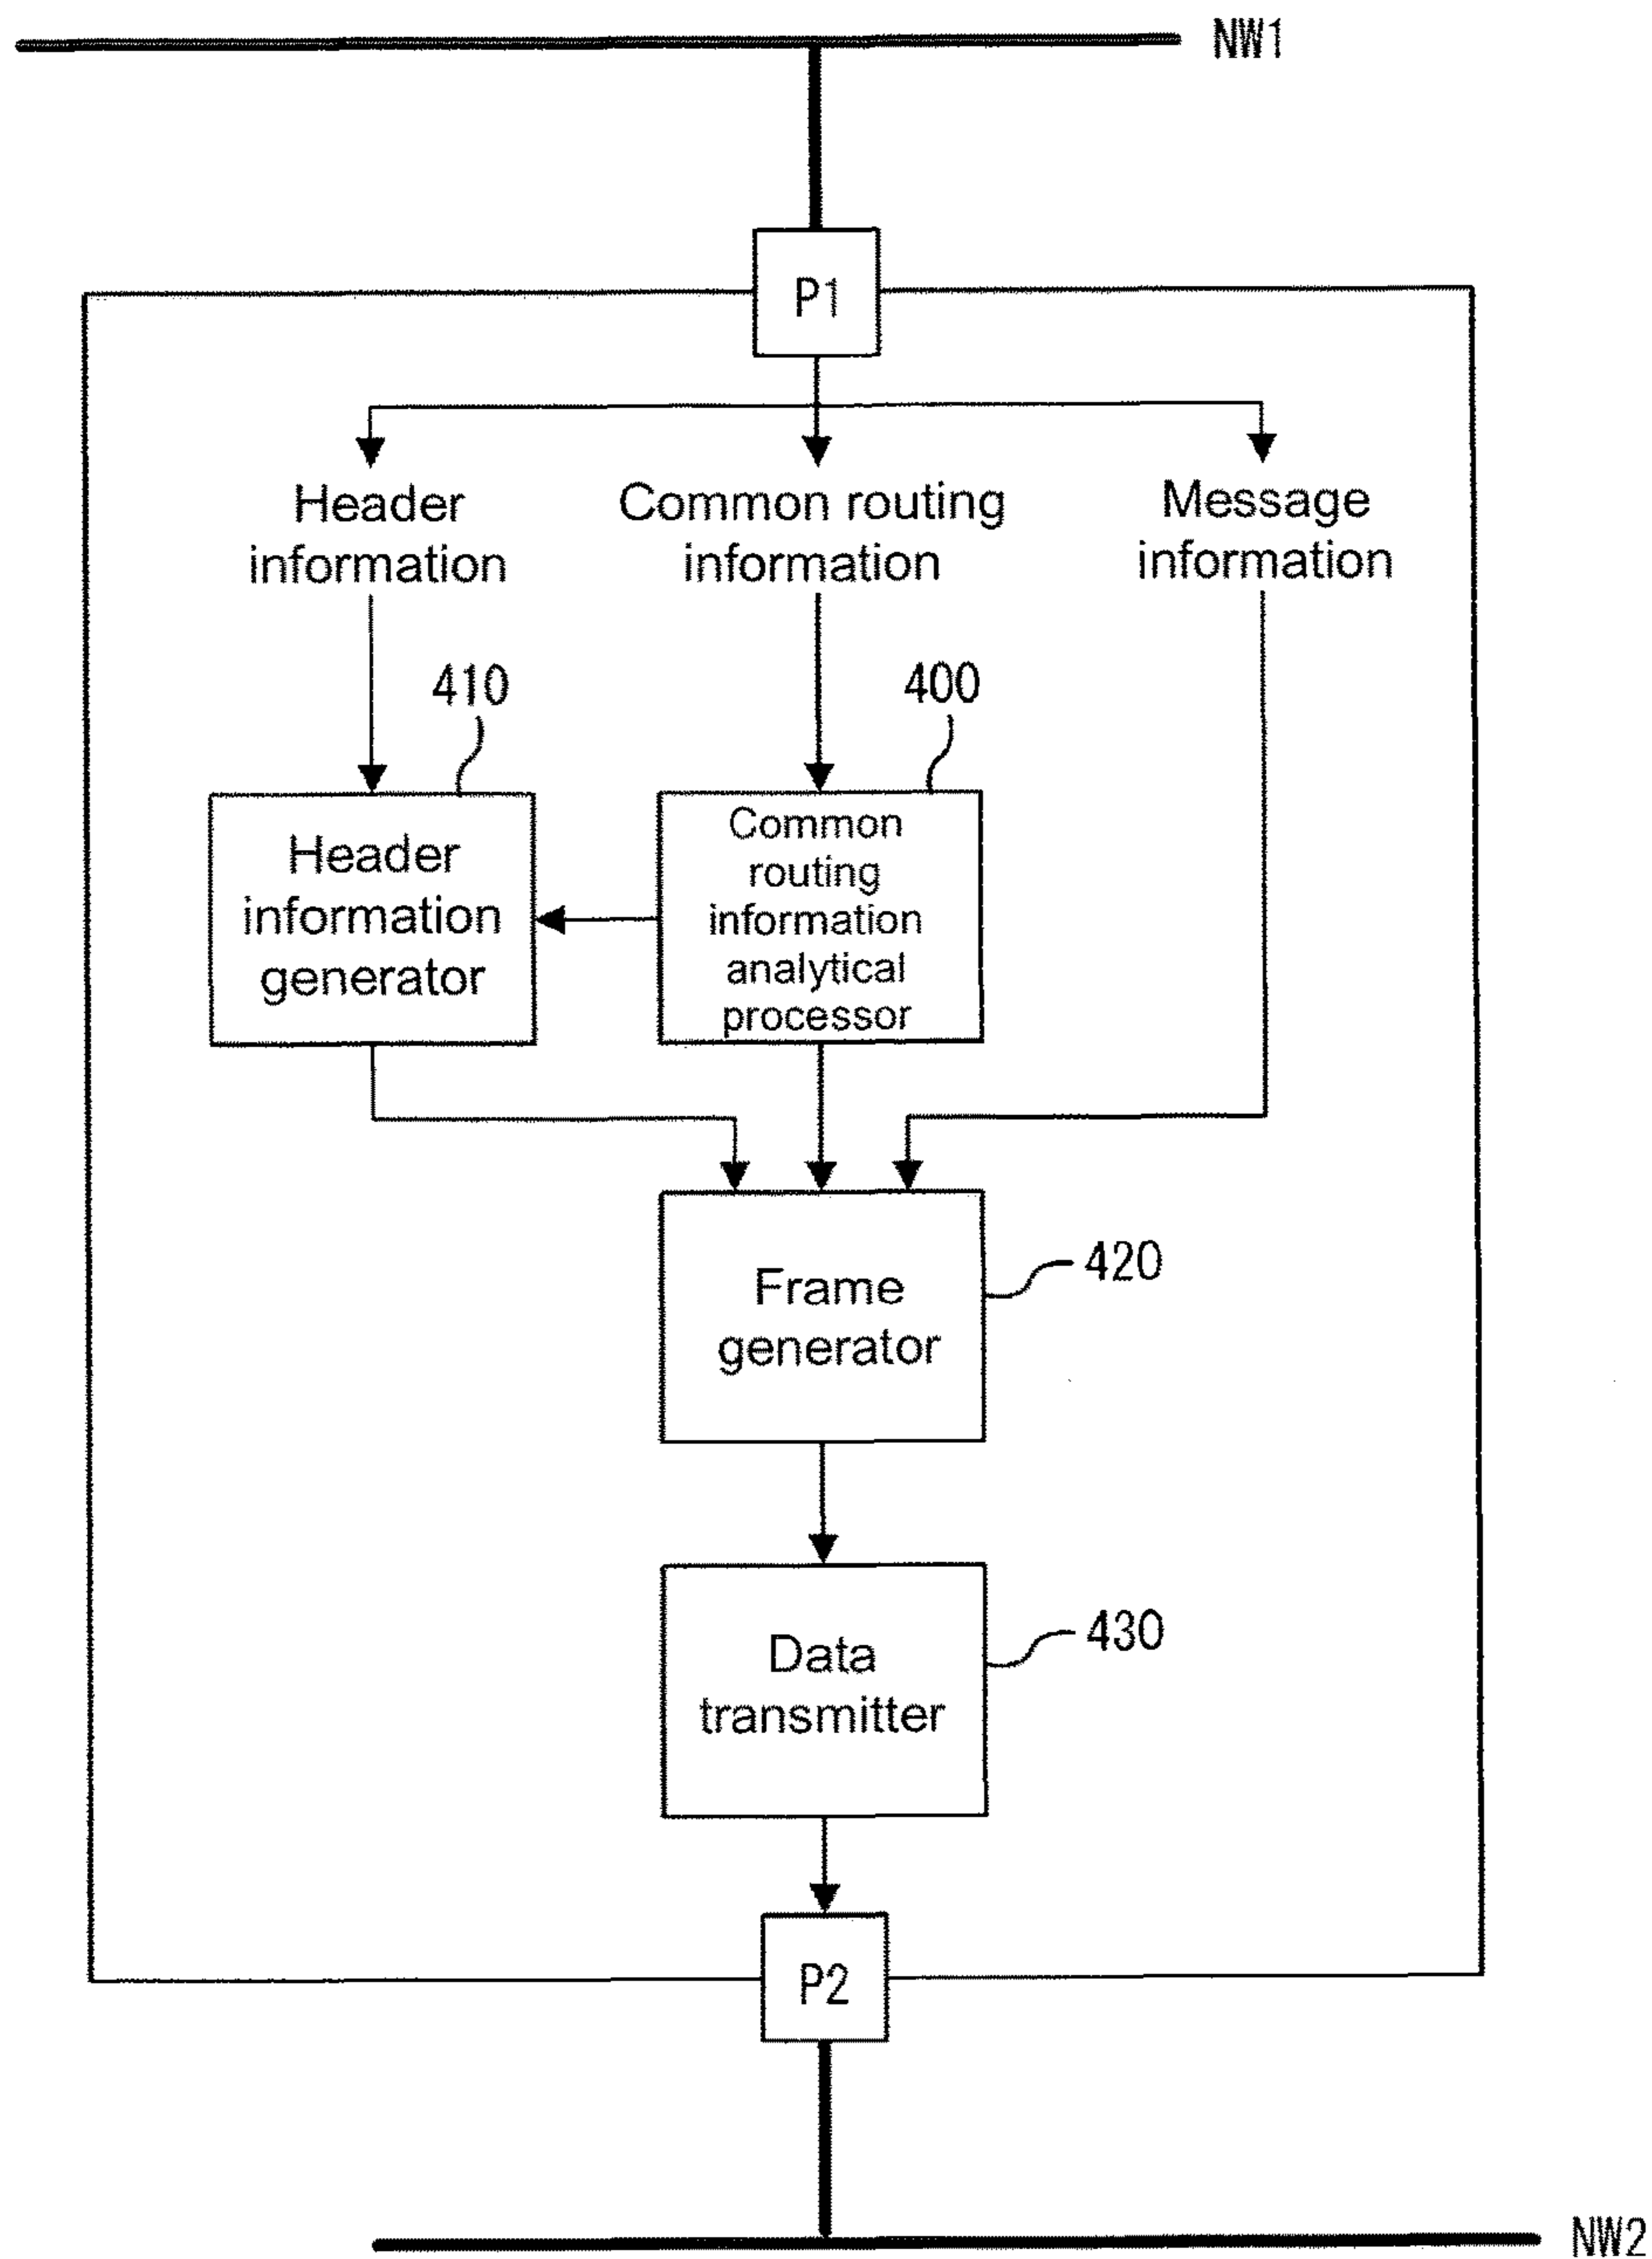 NW1
P1
Header
information
Common routing
information
Message
information
410
400
Header
information
generator
Common
routing
information
analytical
processor
Frame
generator
420
Data
transmitter
430
P2
NW2